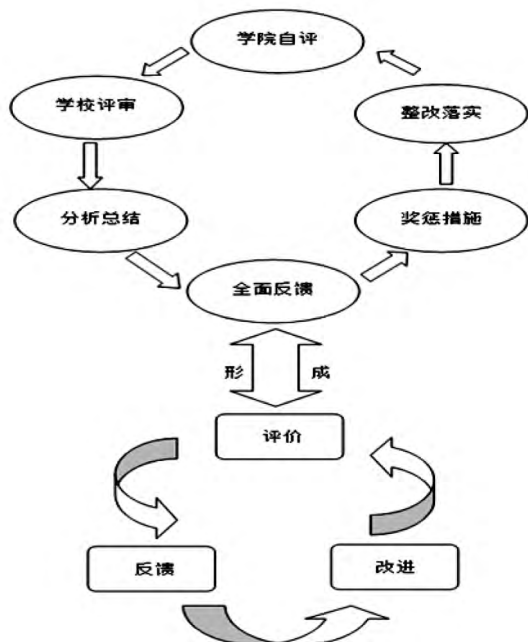 学院自评
学校评审
整改落实
分析总结
奖惩措施
全面反馈
形 成
评价
反馈
改进